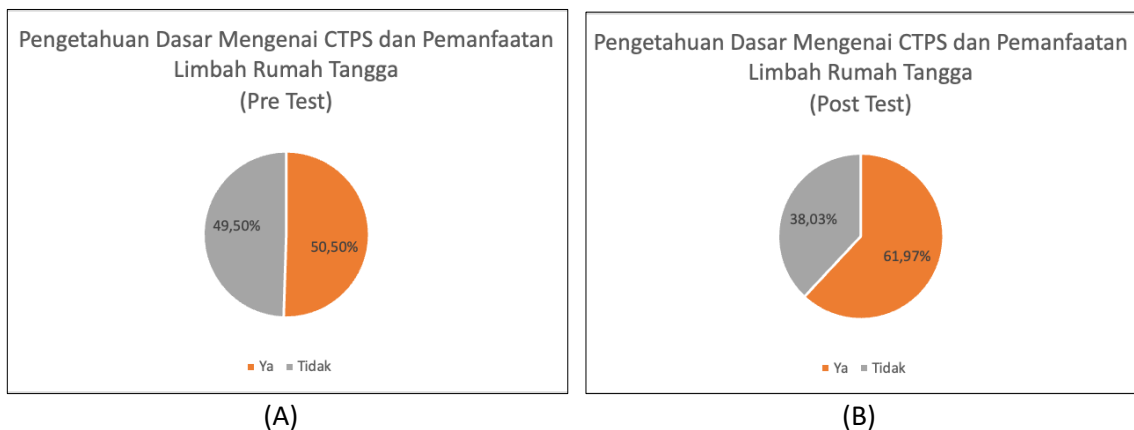 Pengetahuan Dasar Mengenai CTPS dan Pemanfaatan
Limbah Rumah Tangga
(Pre Test)
49,50%
50,50%
Ya Tidak
(A)
Pengetahuan Dasar Mengenai CTPS dan Pemanfaatan
Limbah Rumah Tangga
(Post Test)
38,03%
61,97%
Ya Tidak
(B)